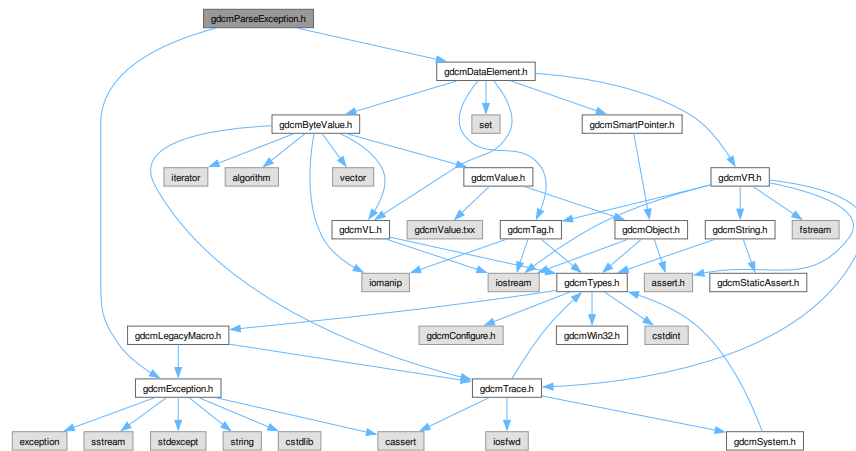 gdcmParseException.h
gdcmDataElement.h
gdcmByteValue.h
set
gdcmSmartPointer.h
iterator
algorithm
vector
gdcmValue.h
gdcmVR.h
gdcmVL.h
gdcmValue.txx
gdcmTag.h
gdcmObject.h
gdcmString.h
fstream
iomanip
iostream
gdcmTypes.h
assert.h
gdcmStaticAssert.h
gdcmLegacyMacro.h
gdcmConfigure.h
gdcmWin32.h
cstdint
gdcmException.h
gdcmTrace.h
exception
sstream
stdexcept
string
cstdlib
cassert
iosfwd
gdcmSystem.h